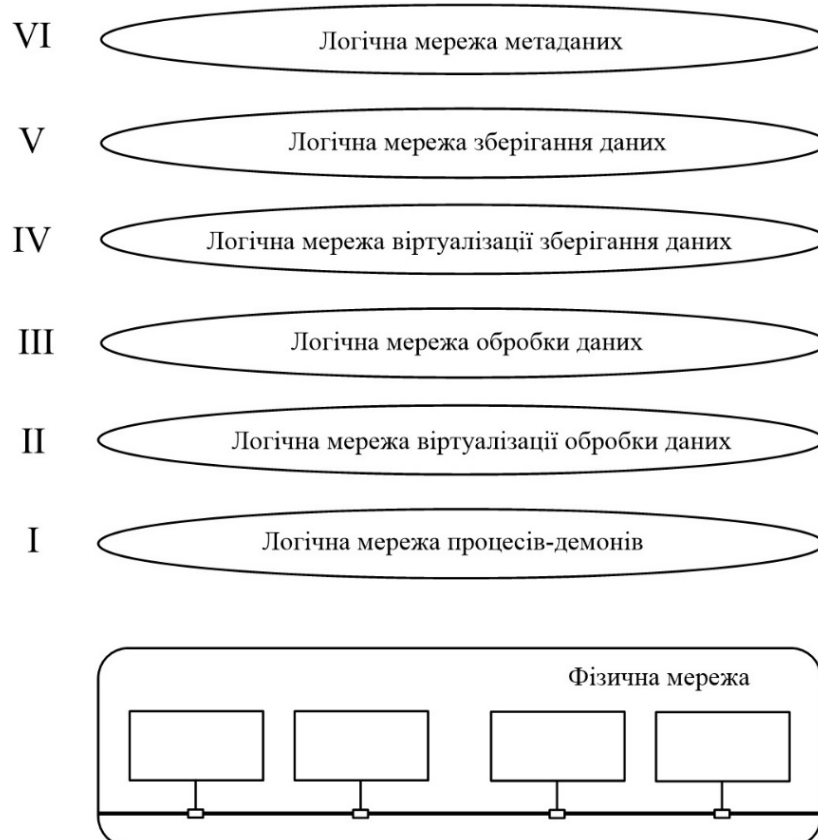 VI
Логічна мережа метаданих
V
Логічна мережа зберігання даних
IV
Логічна мережа віртуалізації зберігання даних
III
Логічна мережа обробки даних
II
Логічна мережа віртуалізації обробки даних
I
Логічна мережа процесів-демонів
Фізична мережа